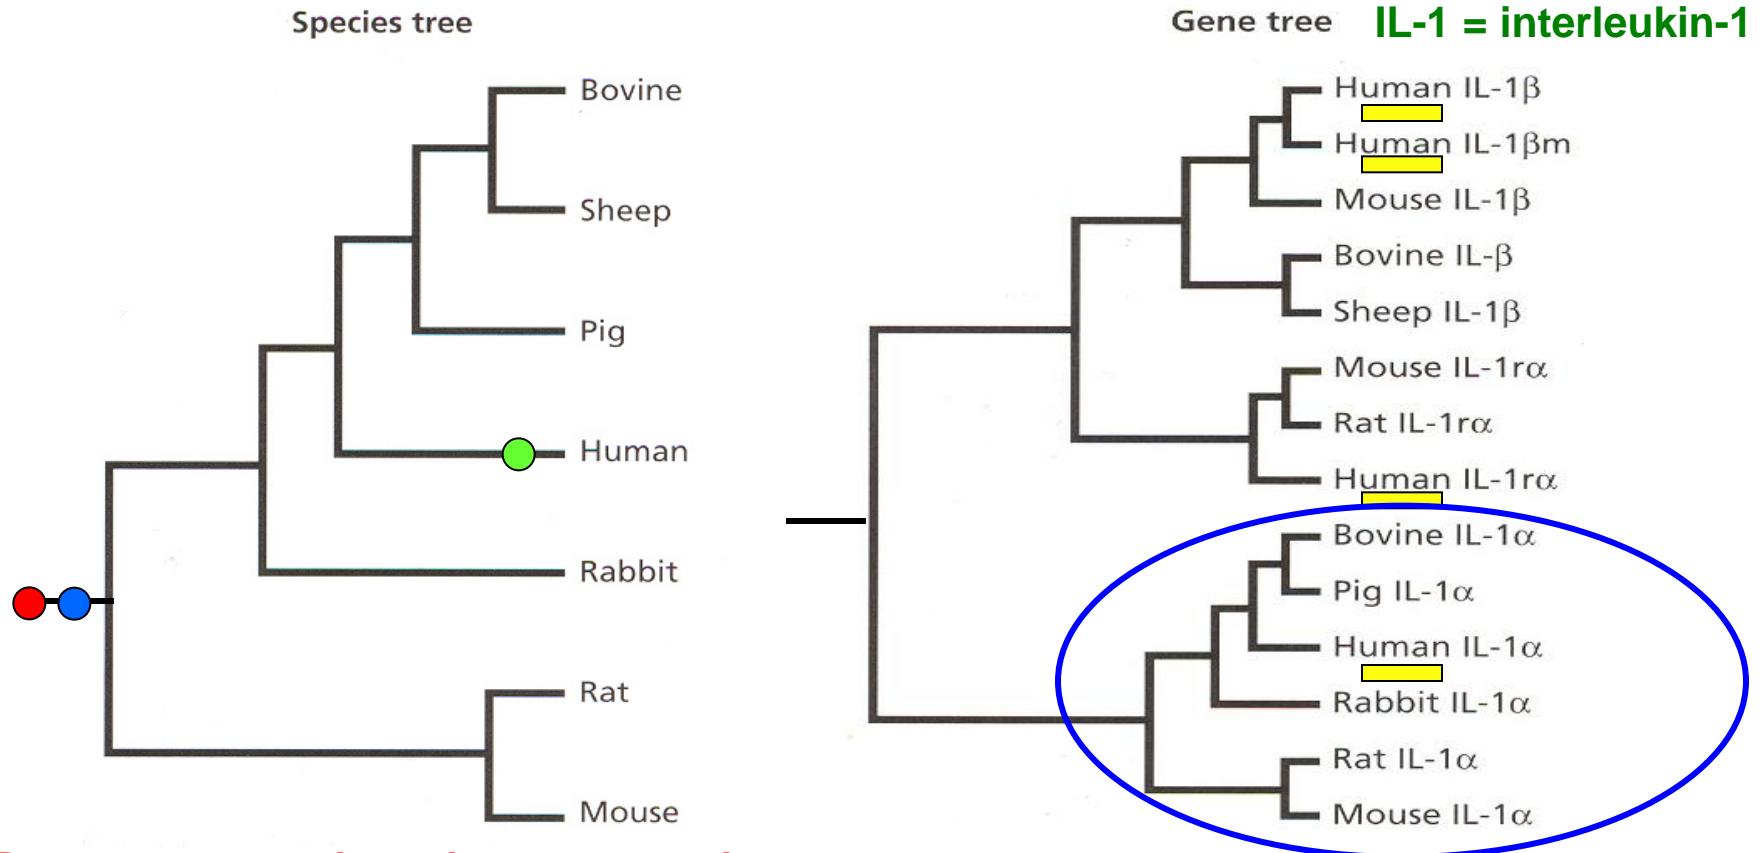 Species tree
Bovine
Sheep
Pig
Human
Rabbit
Rat
Mouse
Gene tree
IL-1 = interleukin-1
Human IL-1β
Human IL-1βm
Mouse IL-1β
Bovine IL-β
Sheep IL-1β
Mouse IL-1rα
Rat IL-1rα
Human IL-1rα
Bovine IL-1α
Pig IL-1α
Human IL-1α
Rabbit IL-1α
Rat IL-1α
Mouse IL-1α